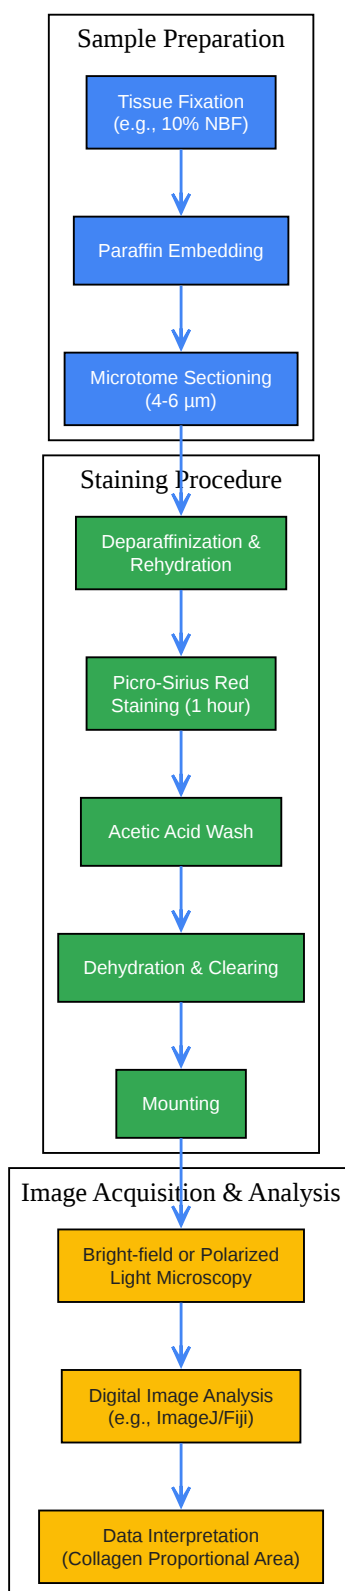 Sample Preparation
Tissue Fixation
(e.g., 10% NBF)
Paraffin Embedding
Microtome Sectioning
(4-6 µm)
Staining Procedure
Deparaffinization &
Rehydration
Picro-Sirius Red
Staining (1 hour)
Acetic Acid Wash
Dehydration & Clearing
Mounting
Image Acquisition & Analysis
Bright-field or Polarized
Light Microscopy
Digital Image Analysis
(e.g., ImageJ/Fiji)
Data Interpretation
(Collagen Proportional Area)